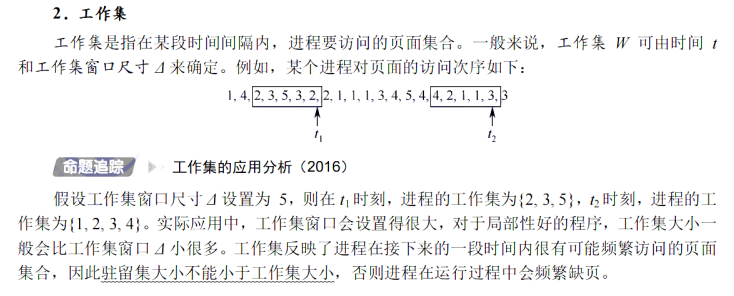 2．工作集
工作集是指在某段时间间隔内，进程要访问的页面集合。一般来说，工作集 W 可由时间 t
和工作集窗口尺寸 Δ 来确定。例如，某个进程对页面的访问次序如下：
1, 4, 2, 3, 5, 3, 2, 2, 1, 1, 1, 3, 4, 5, 4, 4, 2, 1, 1, 3, 3
t₁ t₂
命题追踪 工作集的应用分析（2016）
假设工作集窗口尺寸 Δ 设置为 5，则在 t₁ 时刻，进程的工作集为{2, 3, 5}，t₂ 时刻，进程的工
作集为{1, 2, 3, 4}。实际应用中，工作集窗口会设置得很大，对于局部性好的程序，工作集大小一
般会比工作集窗口 Δ 小很多。工作集反映了进程在接下来的一段时间内很有可能频繁访问的页面
集合，因此驻留集大小不能小于工作集大小，否则进程在运行过程中会频繁缺页。